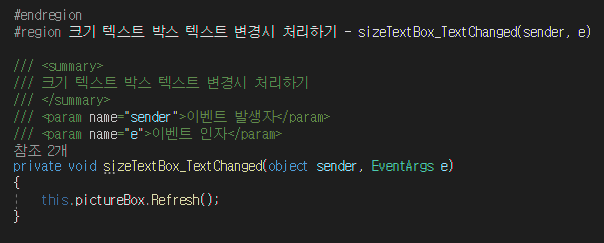 #endregion
#region 크기 텍스트 박스 텍스트 변경시 처리하기 - sizeTextBox_TextChanged(sender, e)
/// <summary>
/// 크기 텍스트 박스 텍스트 변경시 처리하기
/// </summary>
/// <param name="sender">이벤트 발생자</param>
/// <param name="e">이벤트 인자</param>
참조 2개
private void sizeTextBox_TextChanged(object sender, EventArgs e)
{
this.pictureBox.Refresh();
}